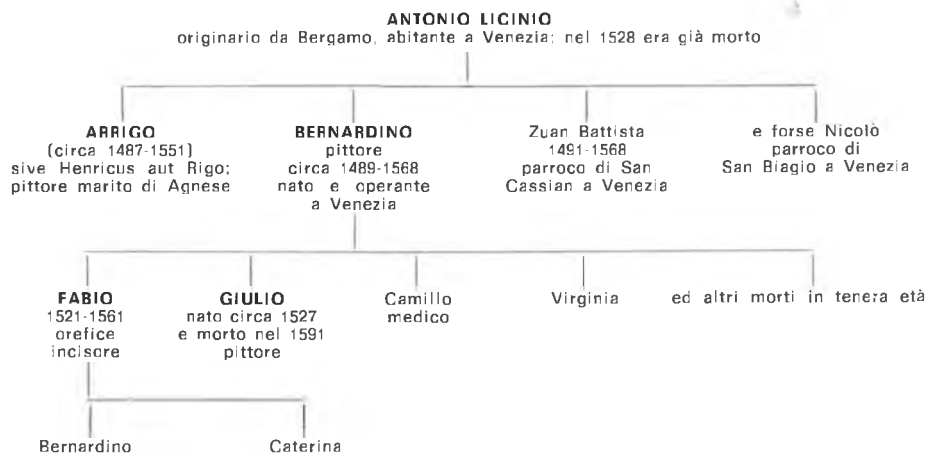 ANTONIO LICINIO
originario da Bergamo, abitante a Venezia; nel 1528 era già morto
ARRIGO
(circa 1487-1551)
sive Henricus aut Rigo;
pittore marito di Agnese
BERNARDINO
pittore
circa 1489-1568
nato e operante
a Venezia
Zuan Battista
1491-1568
parroco di San
Cassian a Venezia
e forse Nicolò
parroco di
San Biagio a Venezia
FABIO
1521-1561
orefice
incisore
GIULIO
nato circa 1527
e morto nel 1591
pittore
Camillo
medico
Virginia
ed altri morti in tenera età
Bernardino
Caterina